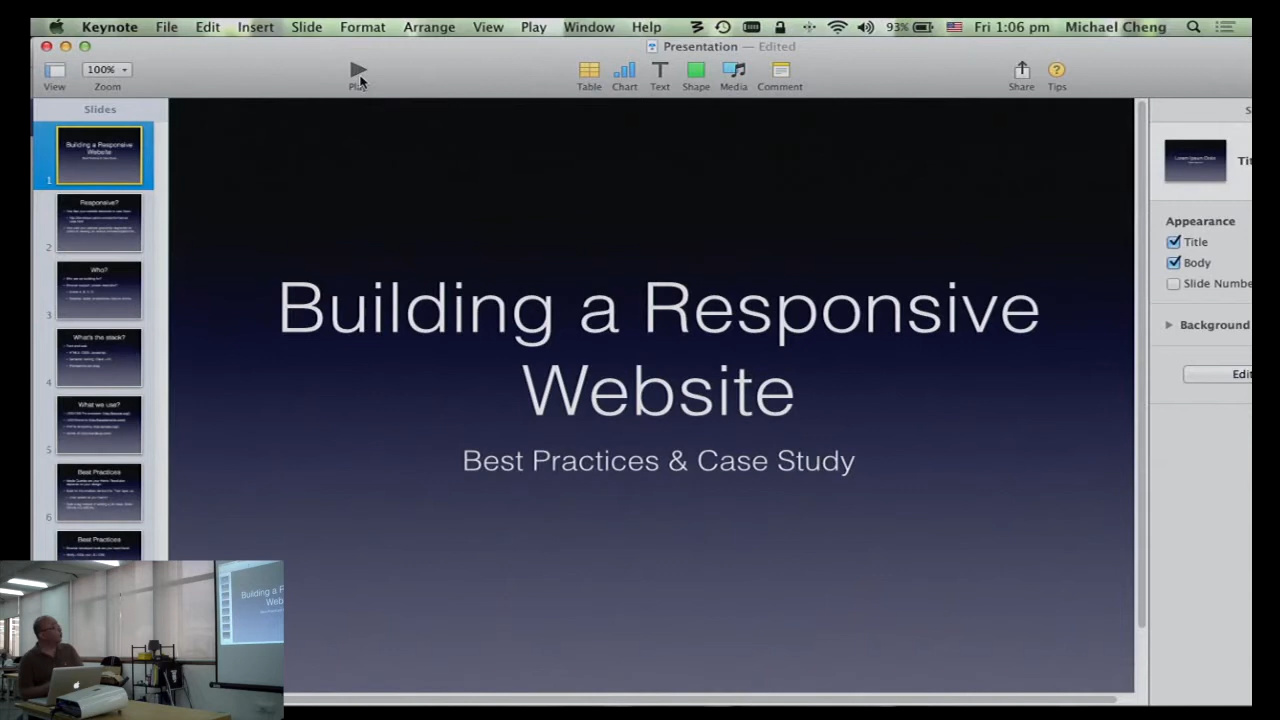 Keynote File Edit Insert Slide Format Arrange View Play Window Help 93% Fri 1:06 pm Michael Cheng
Presentation — Edited
100%
View Zoom Play Table Chart Text Shape Media Comment Share Tips
Slides
Building a Responsive
Website
1
Responsive?
2
Who?
3
What's the stack?
4
What we use?
5
Best Practices
6
Best Practices
Building a Responsive
Website
Best Practices & Case Study
Appearance
Title
Body
Slide Numbe
Background
Edit